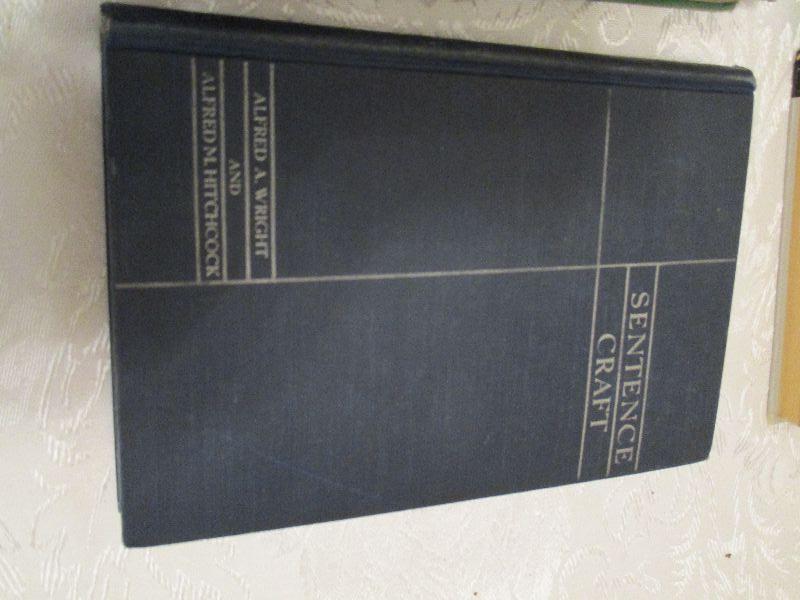 SENTENCE
CRAFT
ALFRED A. WRIGHT
AND
ALFRED M. HITCHCOCK